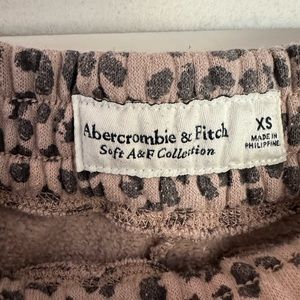 Abercrombie & Fitch
Soft A&F Collection
XS
MADE IN
PHILIPPINE